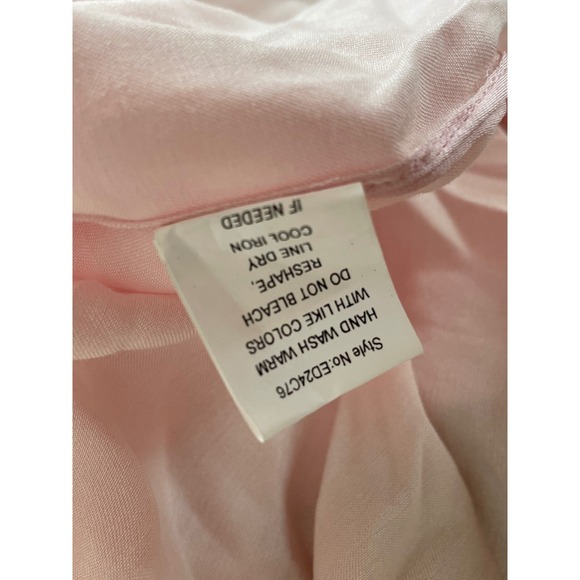 Style No:ED24C76
HAND WASH WARM
WITH LIKE COLORS
DO NOT BLEACH
RESHAPE,
LINE DRY
COOL IRON
IF NEEDED